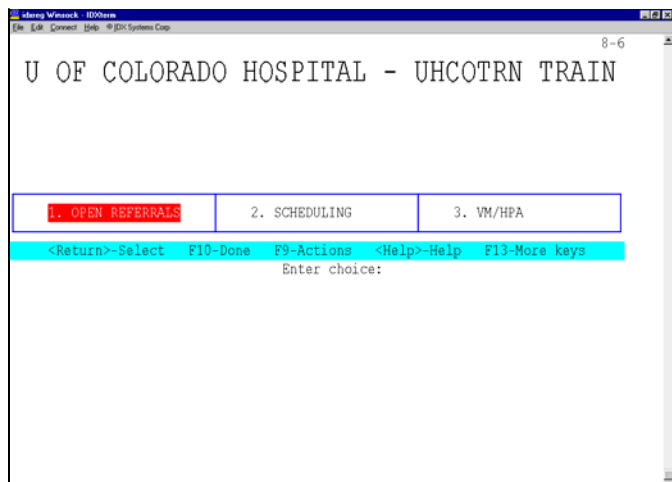 idxreg Winsock - IDXterm
File Edit Connect Help © IDX Systems Corp
8-6
U OF COLORADO HOSPITAL - UHCOTRN TRAIN
1. OPEN REFERRALS 2. SCHEDULING 3. VM/HPA
<Return>-Select F10-Done F9-Actions <Help>-Help F13-More keys
Enter choice: